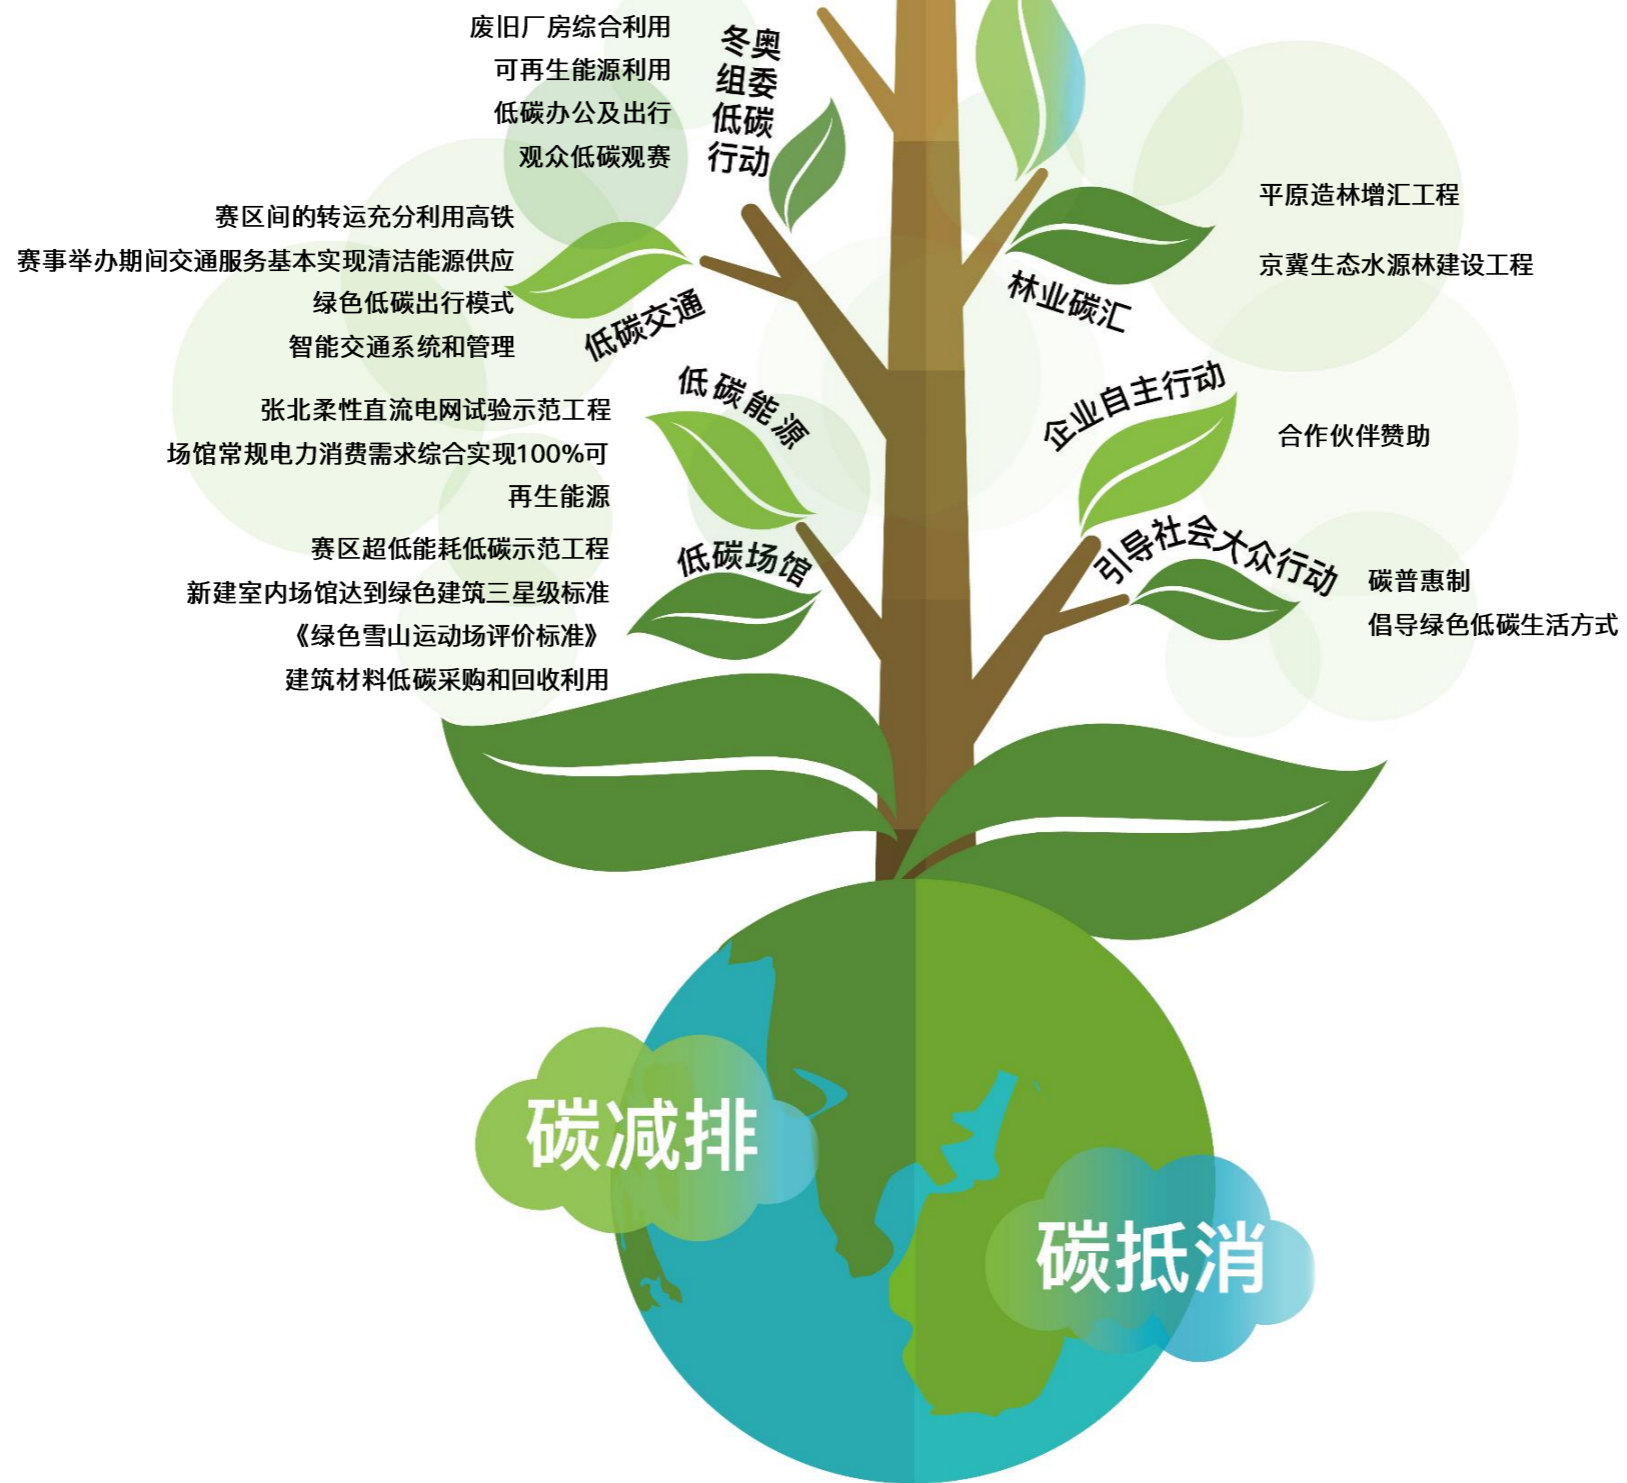 废旧厂房综合利用
可再生能源利用
低碳办公及出行
观众低碳观赛
冬奥
组委
低碳
行动
赛区间的转运充分利用高铁
赛事举办期间交通服务基本实现清洁能源供应
绿色低碳出行模式
智能交通系统和管理
低碳交通
张北柔性直流电网试验示范工程
场馆常规电力消费需求综合实现100%可
再生能源
低碳能源
赛区超低能耗低碳示范工程
新建室内场馆达到绿色建筑三星级标准
《绿色雪山运动场评价标准》
建筑材料低碳采购和回收利用
低碳场馆
平原造林增汇工程
京冀生态水源林建设工程
林业碳汇
企业自主行动
合作伙伴赞助
引导社会大众行动
碳普惠制
倡导绿色低碳生活方式
碳减排
碳抵消